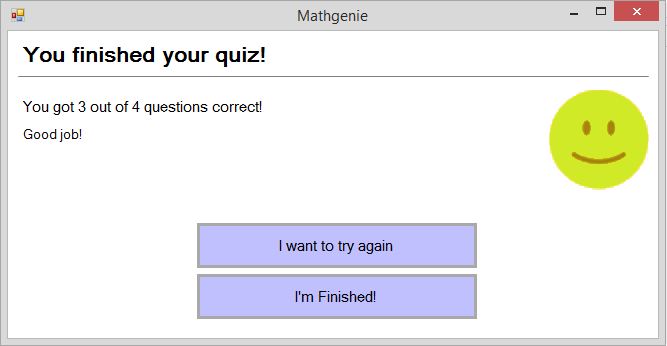 Mathgenie
You finished your quiz!
You got 3 out of 4 questions correct!
Good job!
I want to try again
I'm Finished!